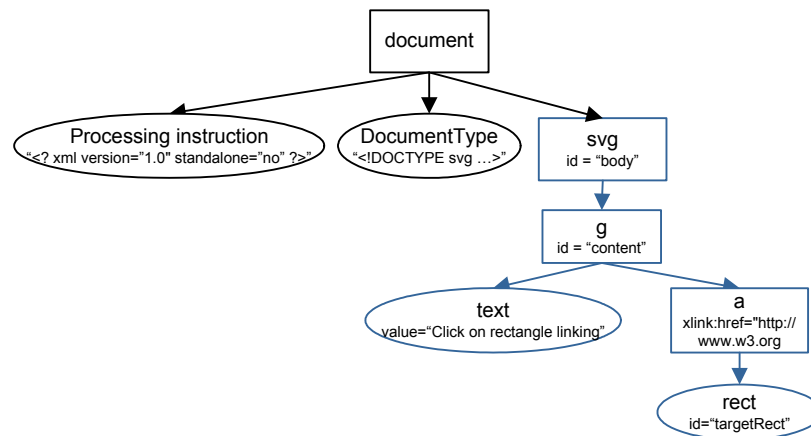 document
Processing instruction
“<? xml version=”1.0" standalone=”no” ?>”
DocumentType
“<!DOCTYPE svg …>”
svg
id = “body”
g
id = “content”
text
value=“Click on rectangle linking”
a
xlink:href="http://
www.w3.org
rect
id=“targetRect”